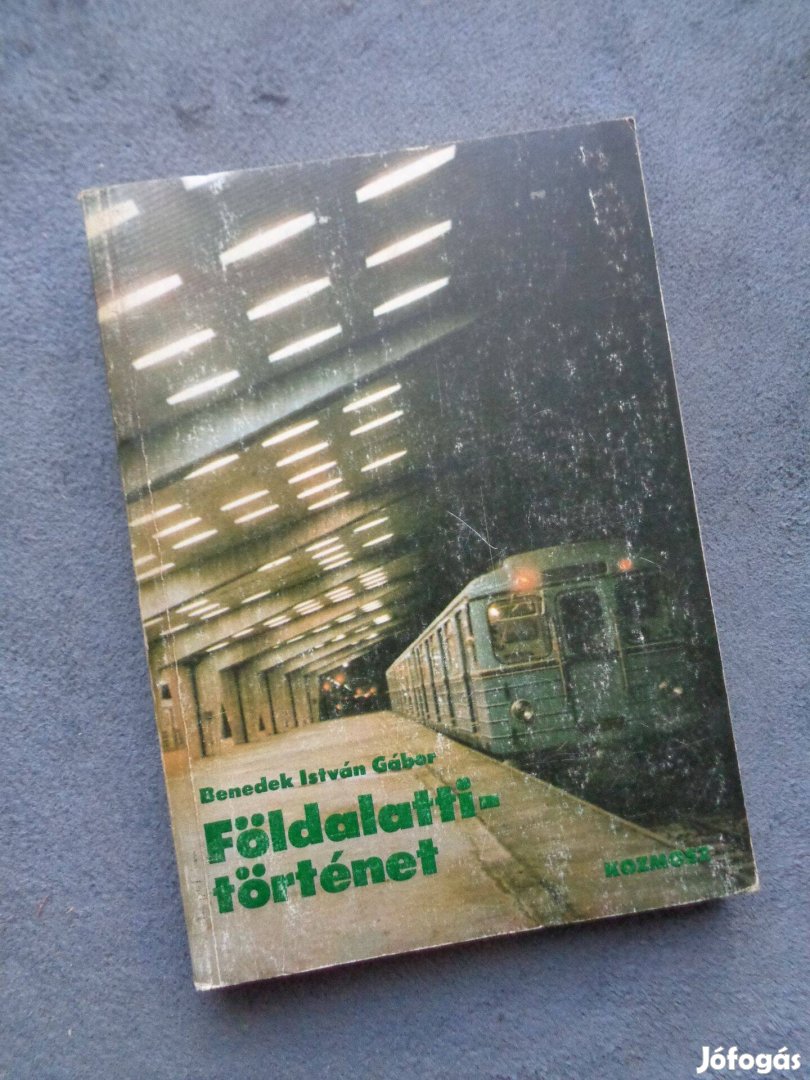 Benedek István Gábor
Földalatti-
történet
KOZMOSZ
Jófogás